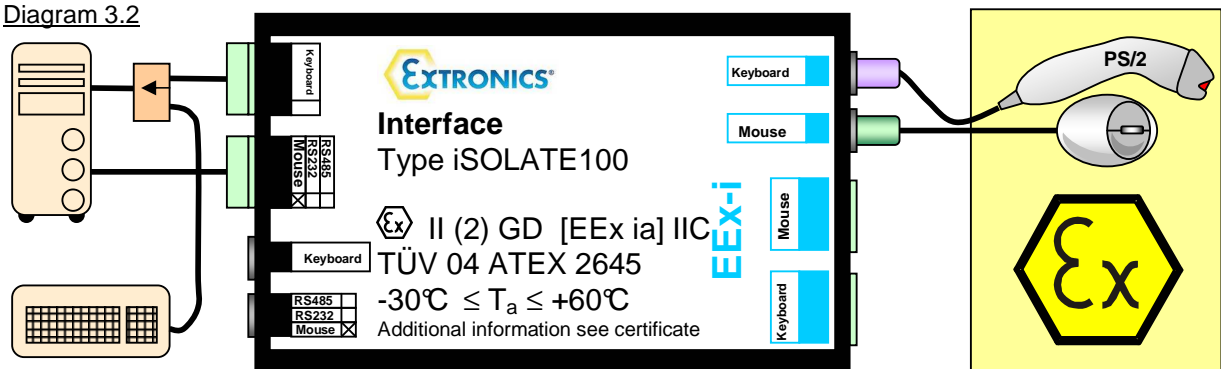 Diagram 3.2
Keyboard
RS485
RS232
Mouse
Keyboard
RS485
RS232
Mouse
EXTRONICS®
Interface
Type iSOLATE100
Ex II (2) GD [EEx ia] IIC
TÜV 04 ATEX 2645
-30°C ≤ Ta ≤ +60°C
Additional information see certificate
EEx-i
Keyboard
Mouse
Mouse
Keyboard
PS/2
Ex